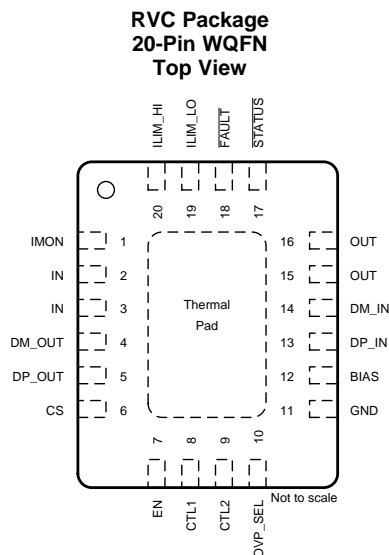 RVC Package
20-Pin WQFN
Top View
ILIM_HI
ILIM_LO
FAULT
STATUS
20
19
18
17
IMON 1
IN 2
IN 3
DM_OUT 4
DP_OUT 5
CS 6
Thermal
Pad
16 OUT
15 OUT
14 DM_IN
13 DP_IN
12 BIAS
11 GND
7
8
9
10
EN
CTL1
CTL2
OVP_SEL
Not to scale